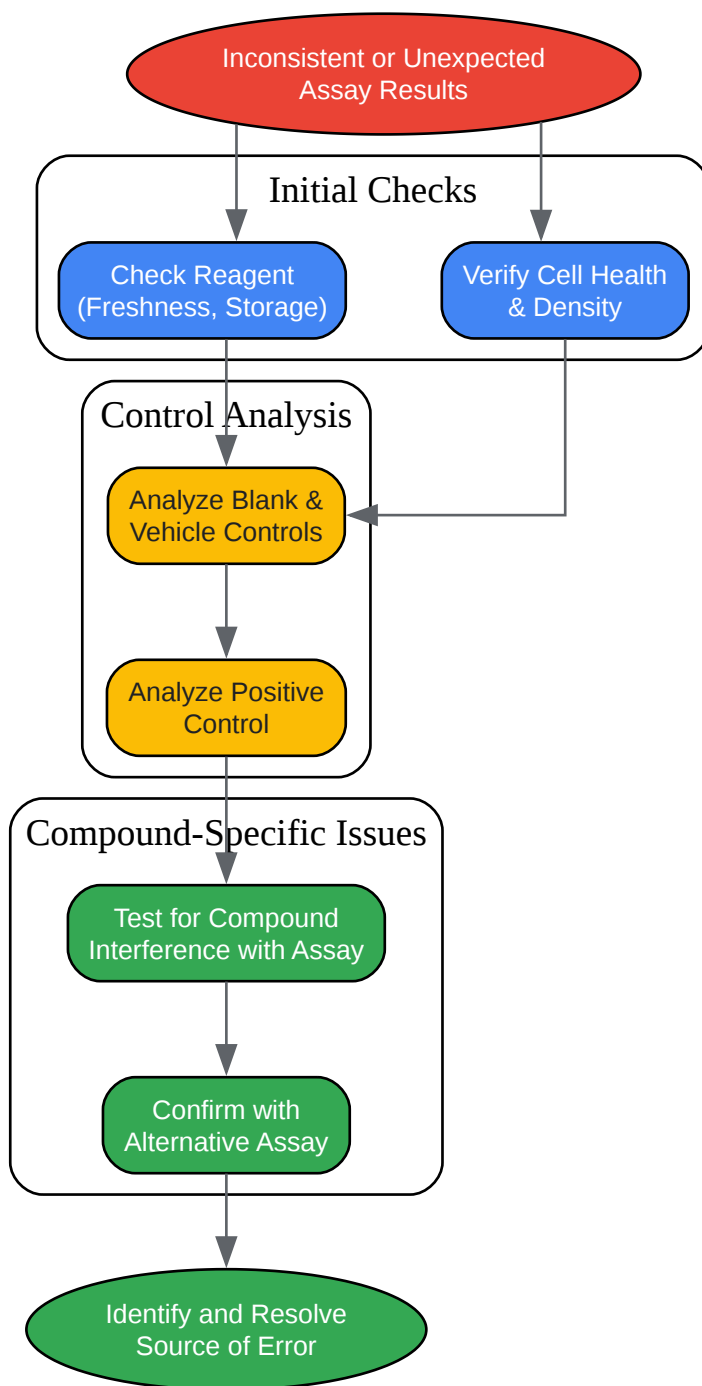 Inconsistent or Unexpected
Assay Results
Initial Checks
Check Reagent
(Freshness, Storage)
Verify Cell Health
& Density
Control Analysis
Analyze Blank &
Vehicle Controls
Analyze Positive
Control
Compound-Specific Issues
Test for Compound
Interference with Assay
Confirm with
Alternative Assay
Identify and Resolve
Source of Error